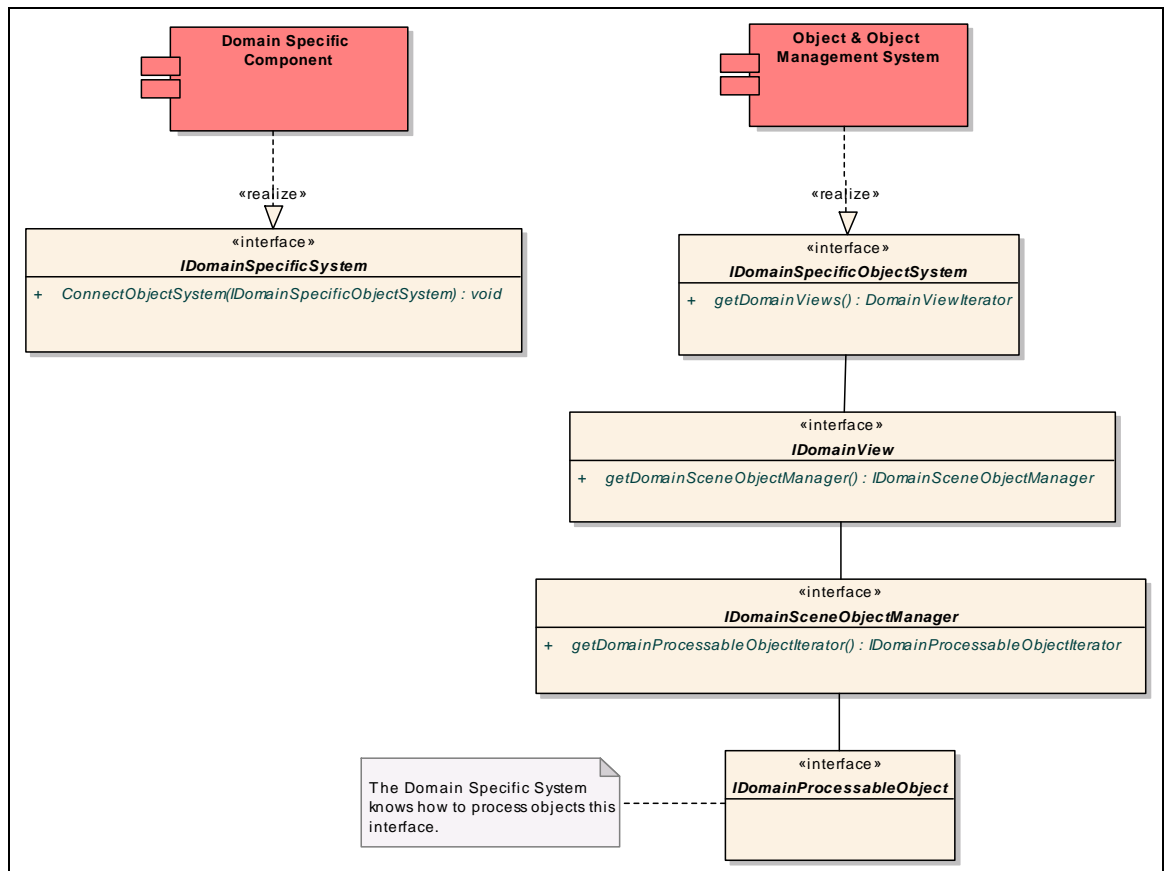 Domain Specific
Component
Object & Object
Management System
«realize»
«realize»
«interface»
IDomainSpecificSystem
+ ConnectObjectSystem(IDomainSpecificObjectSystem) : void
«interface»
IDomainSpecificObjectSystem
+ getDomainViews() : DomainViewIterator
«interface»
IDomainView
+ getDomainSceneObjectManager() : IDomainSceneObjectManager
«interface»
IDomainSceneObjectManager
+ getDomainProcessableObjectIterator() : IDomainProcessableObjectIterator
«interface»
IDomainProcessableObject
The Domain Specific System
knows how to process objects this
interface.